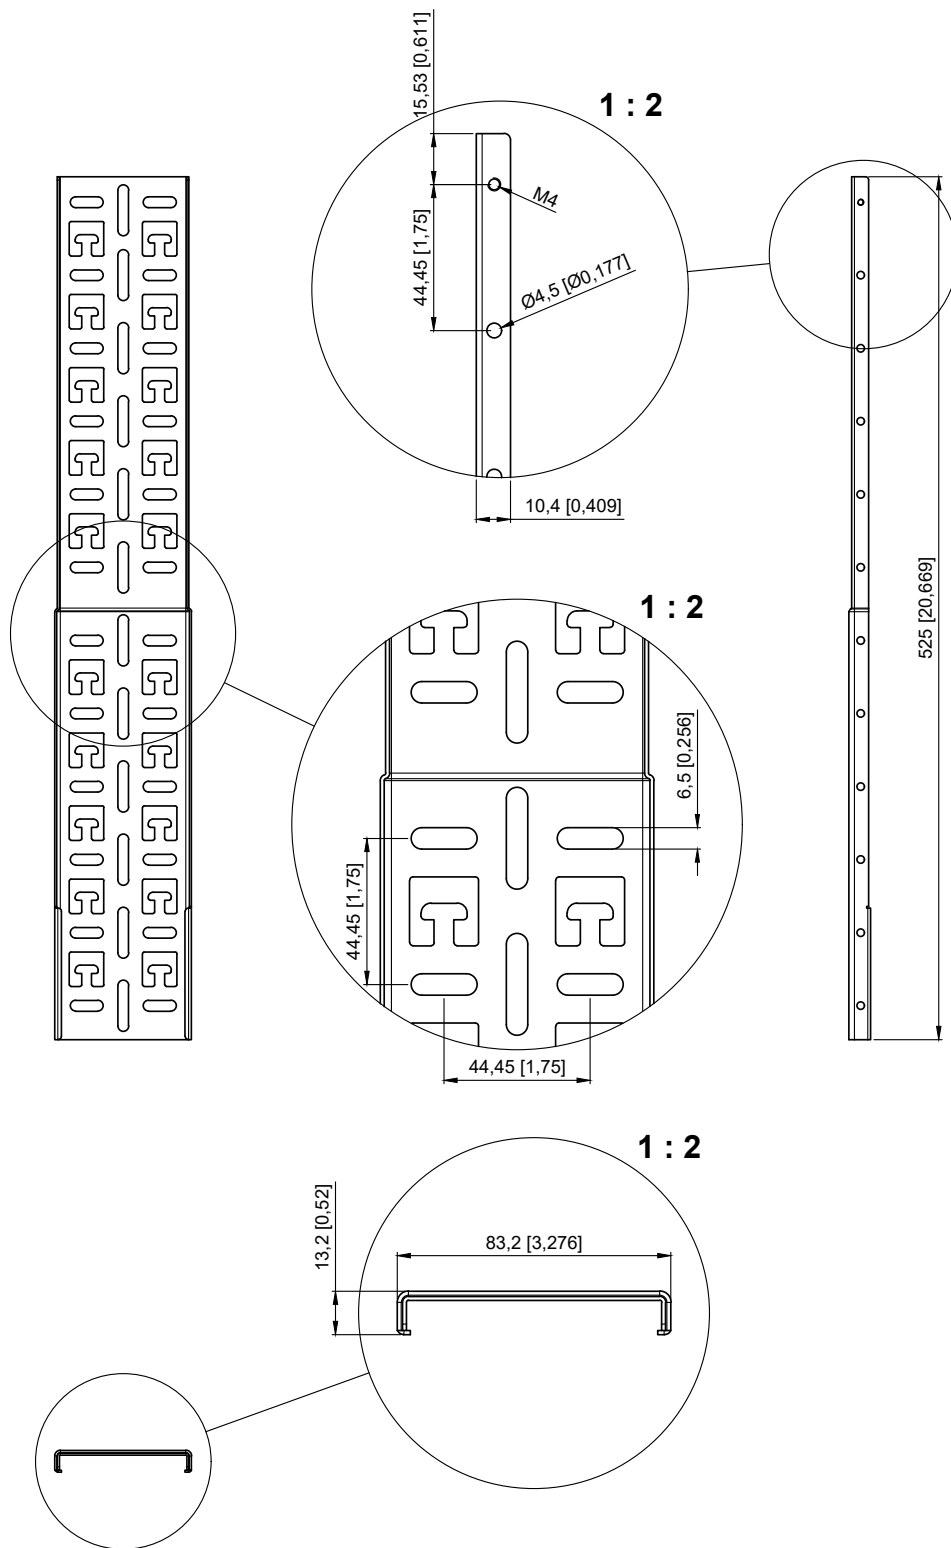 15,53 [0,611]
1 : 2
M4
44,45 [1,75]
Ø4,5 [Ø0,177]
10,4 [0,409]
525 [20,669]
1 : 2
6,5 [0,256]
44,45 [1,75]
44,45 [1,75]
1 : 2
13,2 [0,52]
83,2 [3,276]